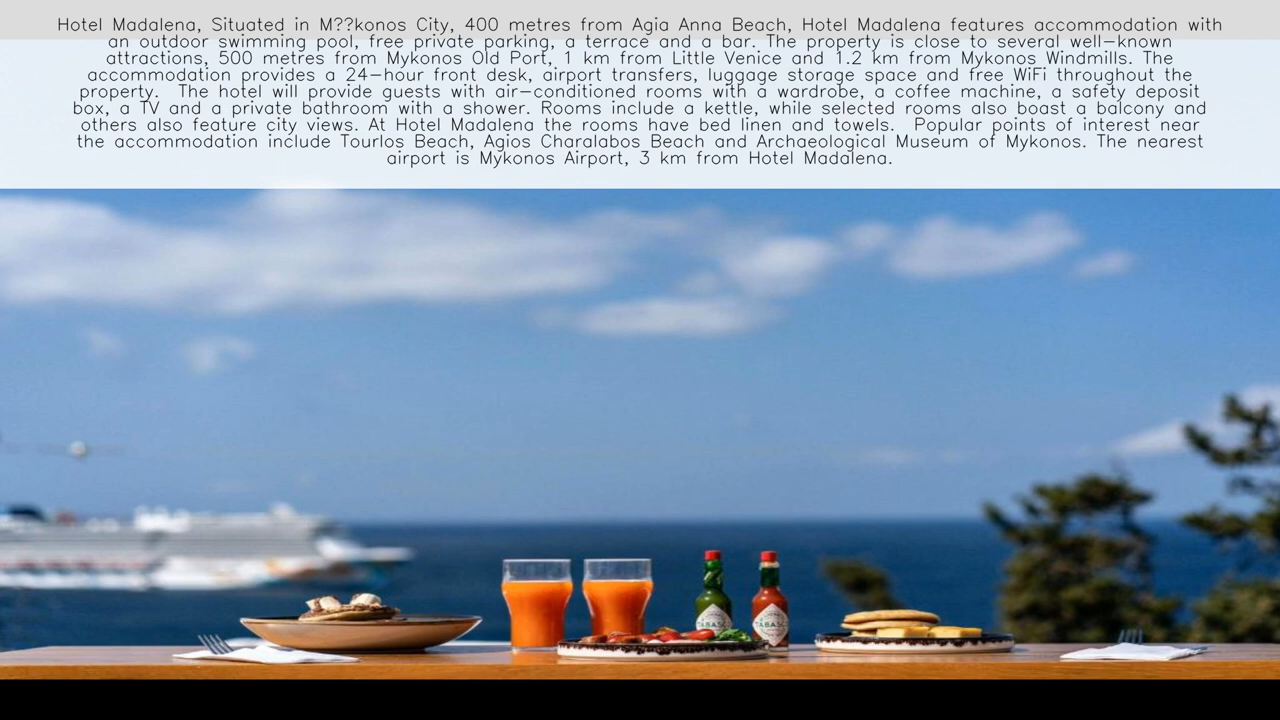 Hotel Madalena, Situated in M??konos City, 400 metres from Agia Anna Beach, Hotel Madalena features accommodation with
an outdoor swimming pool, free private parking, a terrace and a bar. The property is close to several well-known
attractions, 500 metres from Mykonos Old Port, 1 km from Little Venice and 1.2 km from Mykonos Windmills. The
accommodation provides a 24-hour front desk, airport transfers, luggage storage space and free WiFi throughout the
property.  The hotel will provide guests with air-conditioned rooms with a wardrobe, a coffee machine, a safety deposit
box, a TV and a private bathroom with a shower. Rooms include a kettle, while selected rooms also boast a balcony and
others also feature city views. At Hotel Madalena the rooms have bed linen and towels.  Popular points of interest near
the accommodation include Tourlos Beach, Agios Charalabos Beach and Archaeological Museum of Mykonos. The nearest
airport is Mykonos Airport, 3 km from Hotel Madalena.
TABASCO
TABASCO